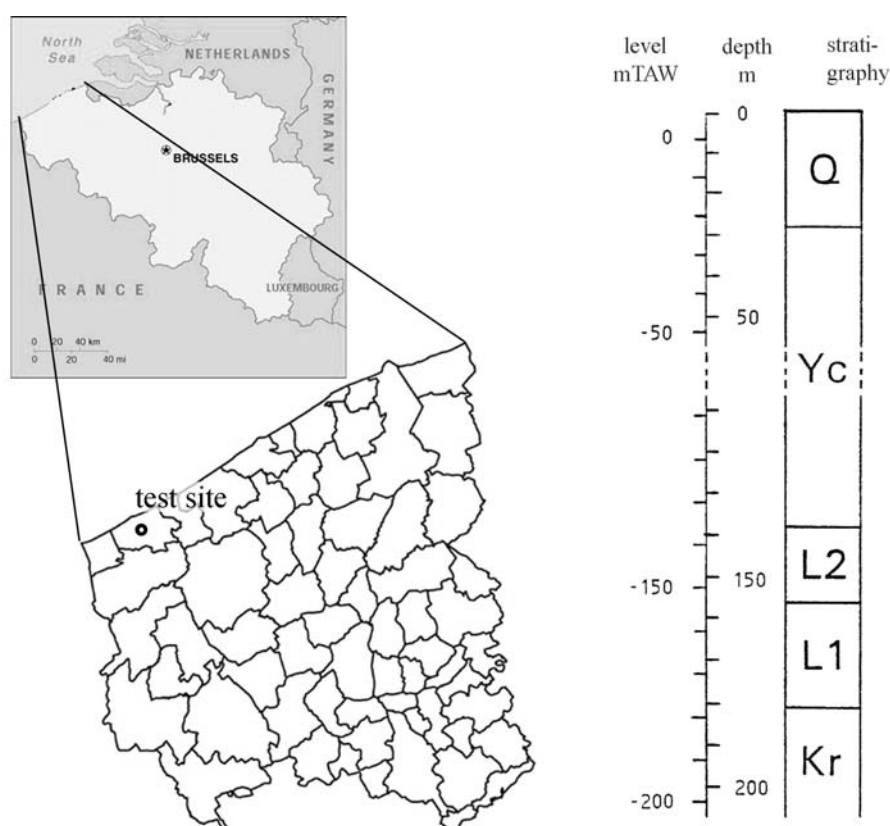 North
Sea
NETHERLANDS
GERMANY
BRUSSELS
FRANCE
LUXEMBOURG
0 20 40 km
0 20 40 mi
test site
level
mTAW
depth
m
strati-
graphy
0
0
Q
50
-50
Yc
L2
150
-150
L1
Kr
200
-200